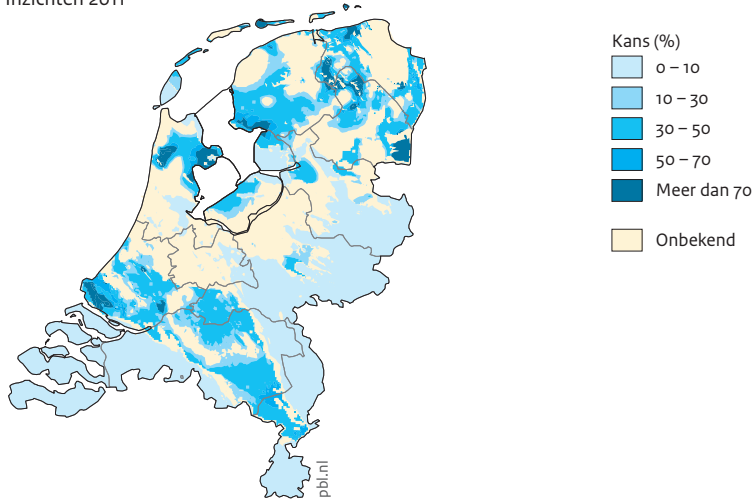 Inzichten 2011
Kans (%)
0 – 10
10 – 30
30 – 50
50 – 70
Meer dan 70
Onbekend
pbl.nl